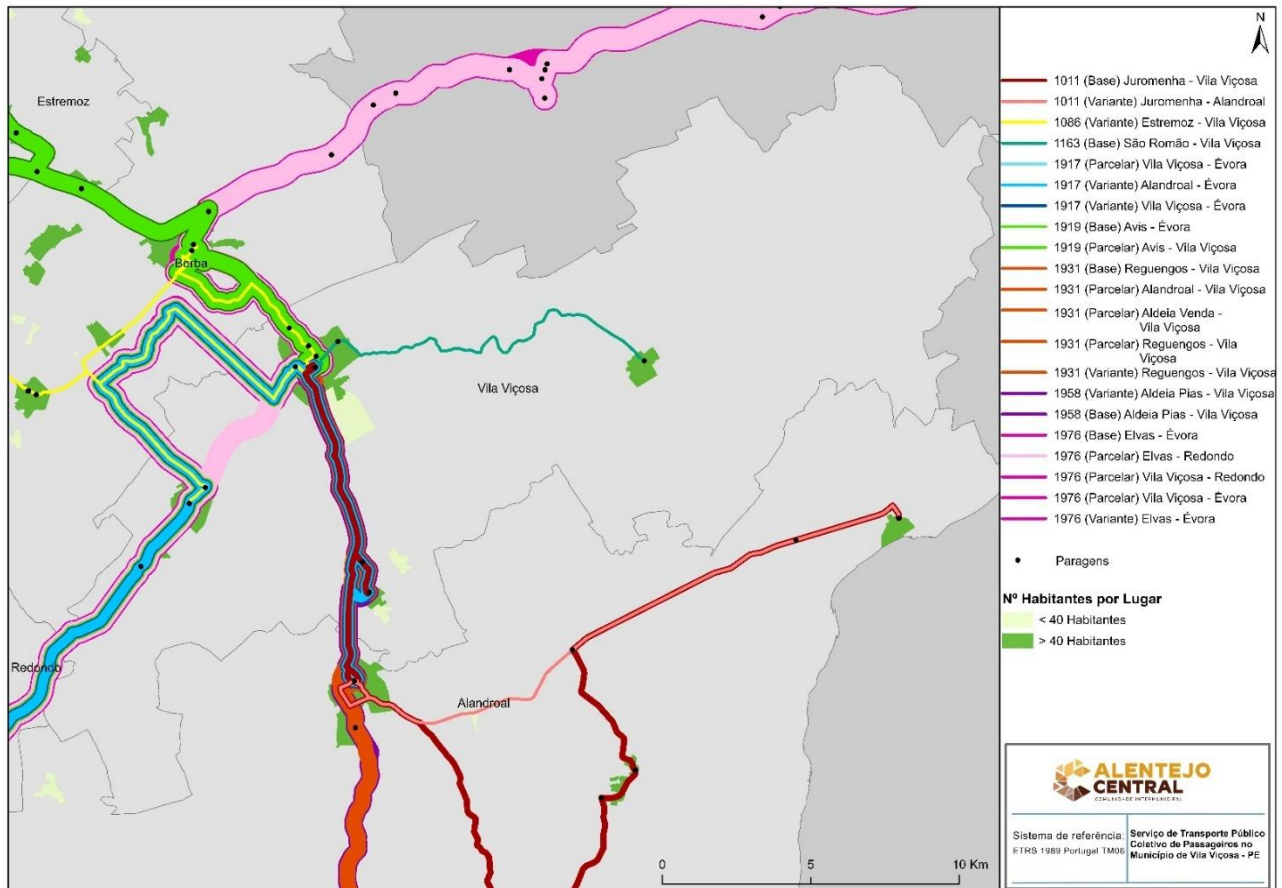 N
1011 (Base) Juromenha - Vila Viçosa
1011 (Variante) Juromenha - Alandroal
1086 (Variante) Estremoz - Vila Viçosa
1163 (Base) São Romão - Vila Viçosa
1917 (Parcelar) Vila Viçosa - Évora
1917 (Variante) Alandroal - Évora
1917 (Variante) Vila Viçosa - Évora
1919 (Base) Avis - Évora
1919 (Parcelar) Avis - Vila Viçosa
1931 (Base) Reguengos - Vila Viçosa
1931 (Parcelar) Alandroal - Vila Viçosa
1931 (Parcelar) Aldeia Venda -
Vila Viçosa
1931 (Parcelar) Reguengos - Vila
Viçosa
1931 (Variante) Reguengos - Vila Viçosa
1958 (Variante) Aldeia Pias - Vila Viçosa
1958 (Base) Aldeia Pias - Vila Viçosa
1976 (Base) Elvas - Évora
1976 (Parcelar) Elvas - Redondo
1976 (Parcelar) Vila Viçosa - Redondo
1976 (Parcelar) Vila Viçosa - Évora
1976 (Variante) Elvas - Évora
Paragens
Nº Habitantes por Lugar
< 40 Habitantes
> 40 Habitantes
Estremoz
Borba
Vila Viçosa
Redondo
Alandroal
0 5 10 Km
ALENTEJO
CENTRAL
COMUNIDADE INTERMUNICIPAL
Sistema de referência:
ETRS 1989 Portugal TM06
Serviço de Transporte Público
Coletivo de Passageiros no
Município de Vila Viçosa - PE